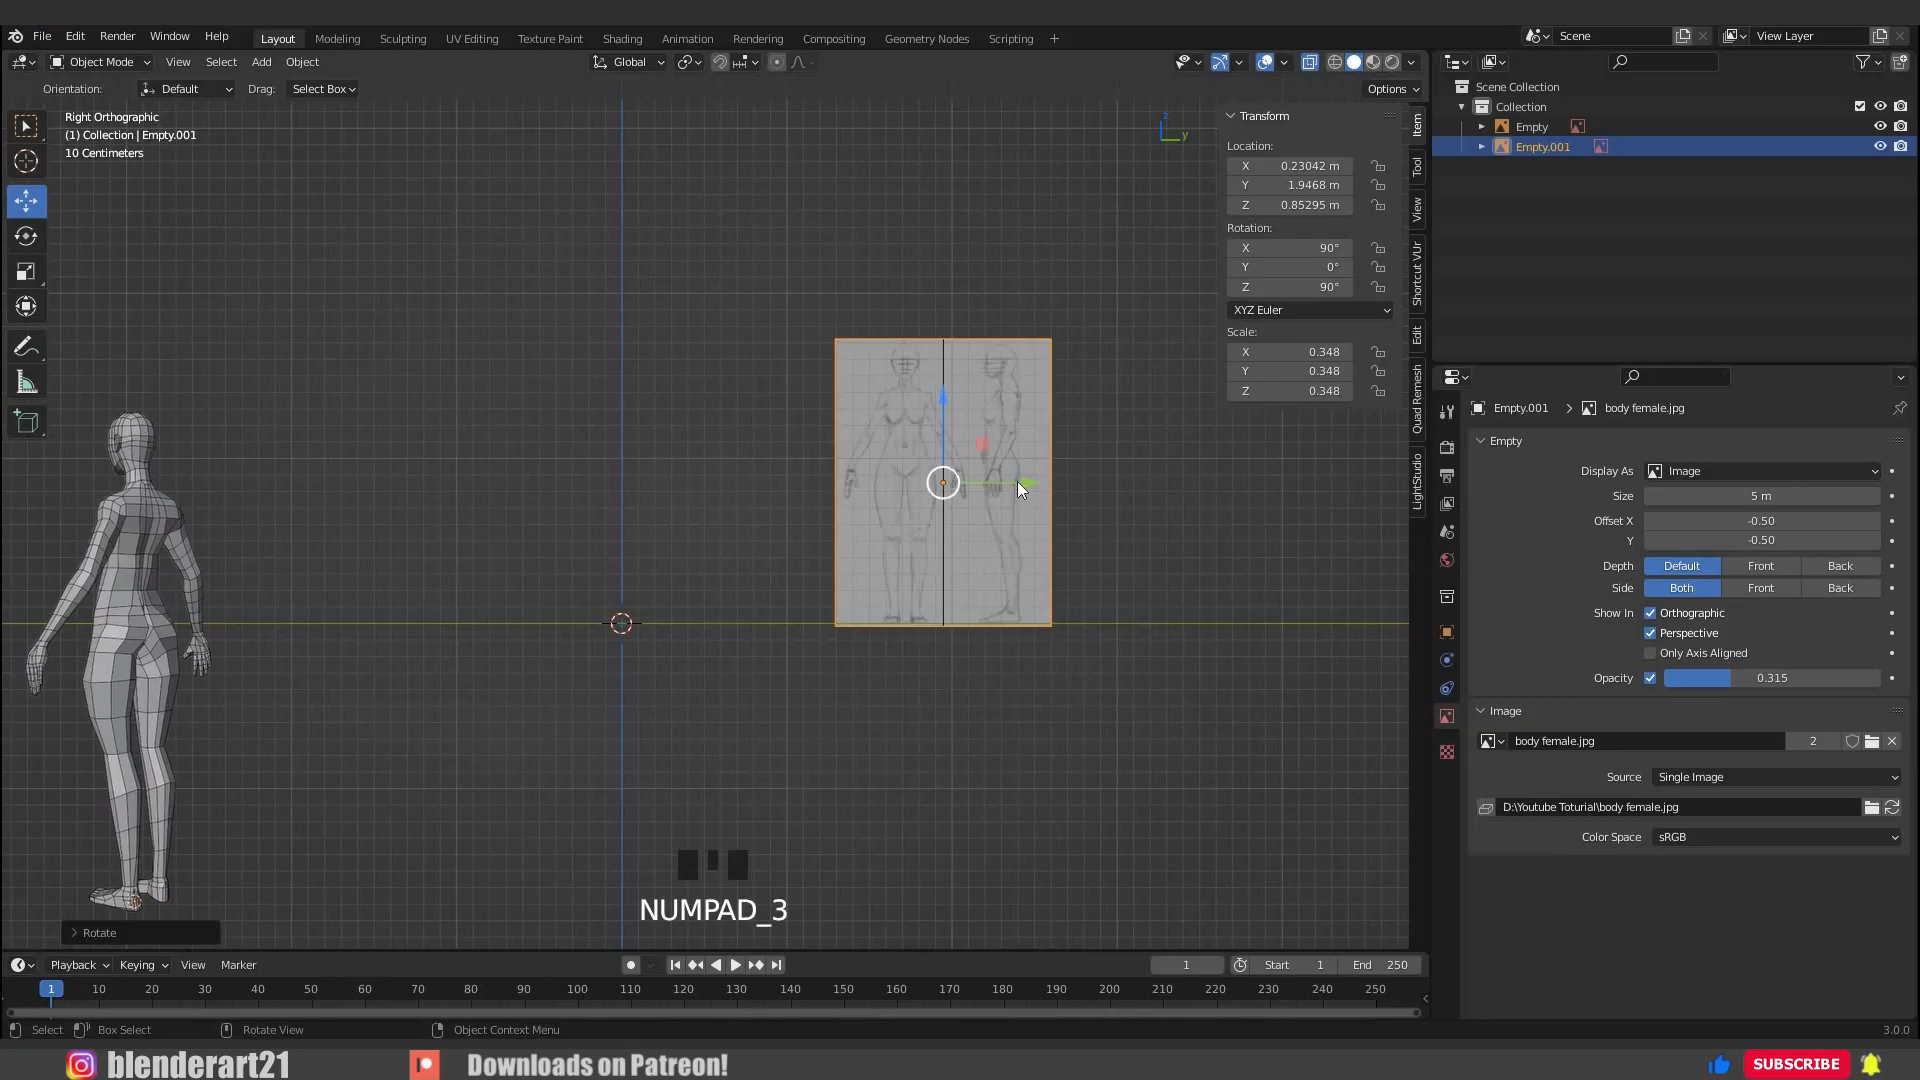 File Edit Render Window Help Layout Modeling Sculpting UV Editing Texture Paint Shading Animation Rendering Compositing Geometry Nodes Scripting + Scene View Layer
Object Mode View Select Add Object Global
Orientation: Default Drag: Select Box Options
Right Orthographic
(1) Collection | Empty.001
10 Centimeters
z
y
Transform
Location:
X 0.23042 m
Y 1.9468 m
Z 0.85295 m
Rotation:
X 90°
Y 0°
Z 90°
XYZ Euler
Scale:
X 0.348
Y 0.348
Z 0.348
Item
Tool
View
Shortcut VUr
Edit
Quad Remesh
LightStudio
Scene Collection
Collection
Empty
Empty.001
Empty.001 > body female.jpg
Empty
Display As Image
Size 5 m
Offset X -0.50
Y -0.50
Depth Default Front Back
Side Both Front Back
Show In Orthographic
Perspective
Only Axis Aligned
Opacity 0.315
Image
body female.jpg 2
Source Single Image
D:\Youtube Toturial\body female.jpg
Color Space sRGB
NUMPAD_3
Rotate
Playback Keying View Marker 1 Start 1 End 250
1 10 20 30 40 50 60 70 80 90 100 110 120 130 140 150 160 170 180 190 200 210 220 230 240 250
Select Box Select Rotate View Object Context Menu 3.0.0
blenderart21 Downloads on Patreon! SUBSCRIBE